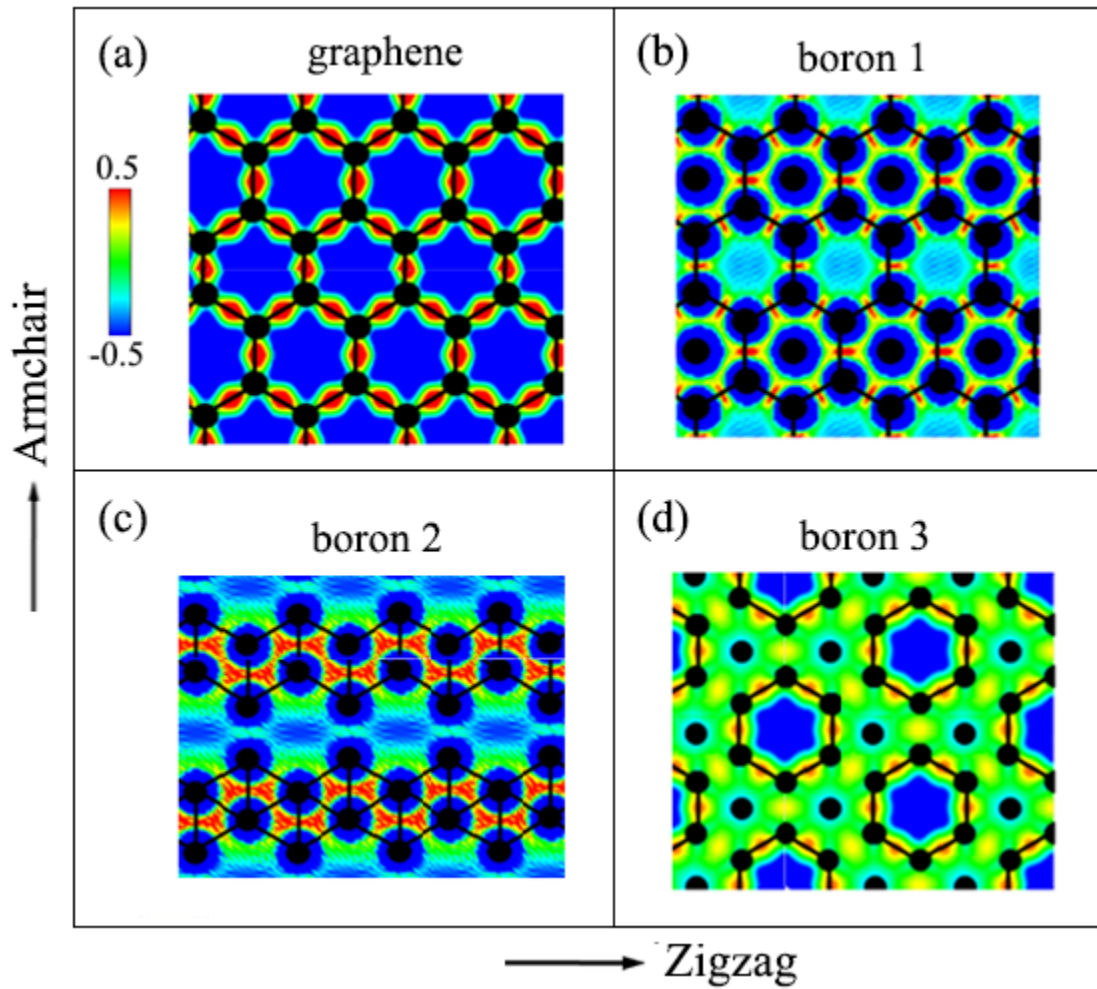 (a)
graphene
0.5
-0.5
(b)
boron 1
(c)
boron 2
(d)
boron 3
Armchair
Zigzag